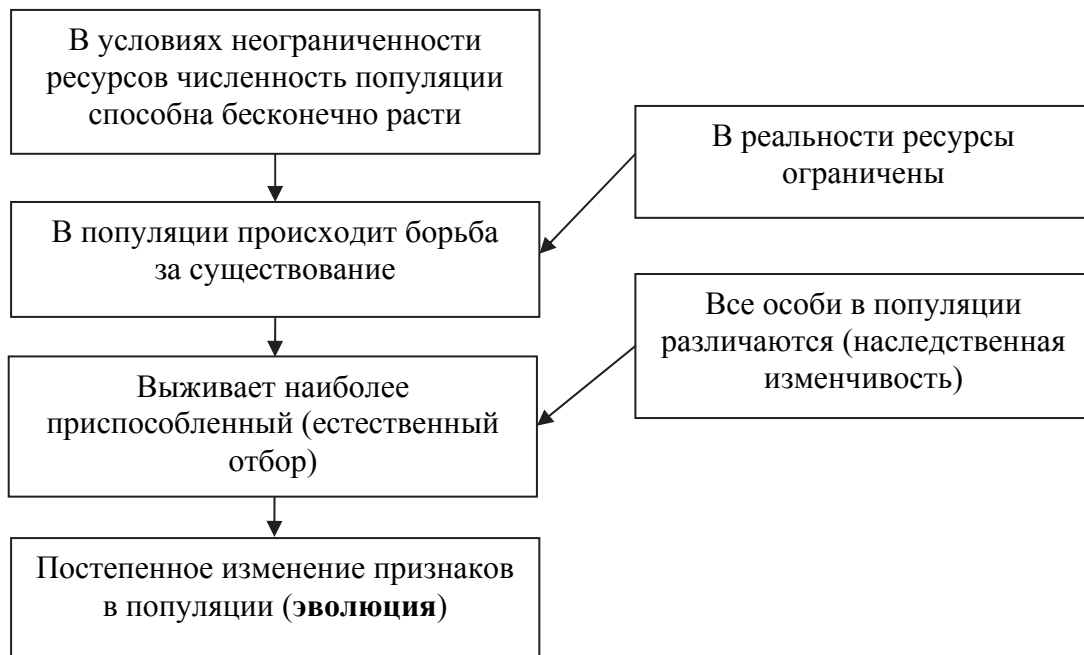 В условиях неограниченности
ресурсов численность популяции
способна бесконечно расти
В реальности ресурсы
ограничены
В популяции происходит борьба
за существование
Все особи в популяции
различаются (наследственная
изменчивость)
Выживает наиболее
приспособленный (естественный
отбор)
Постепенное изменение признаков
в популяции (эволюция)